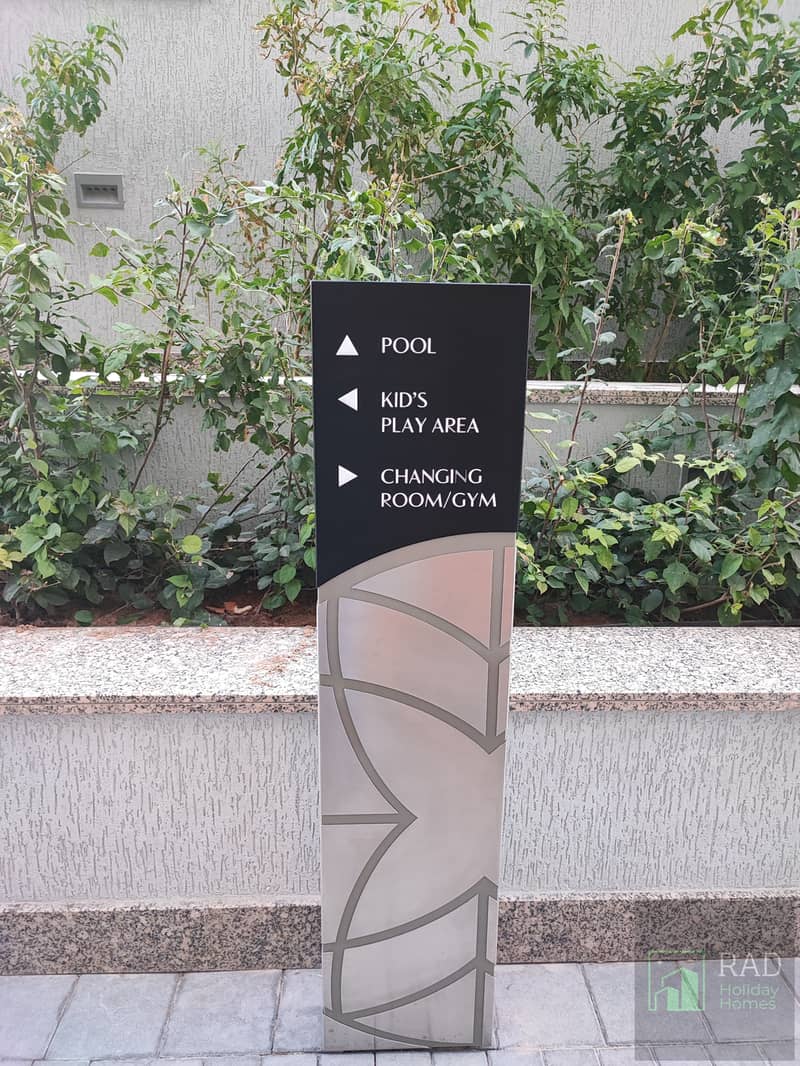 POOL
KID'S
PLAY AREA
CHANGING
ROOM/GYM
RAD
Holiday
Homes